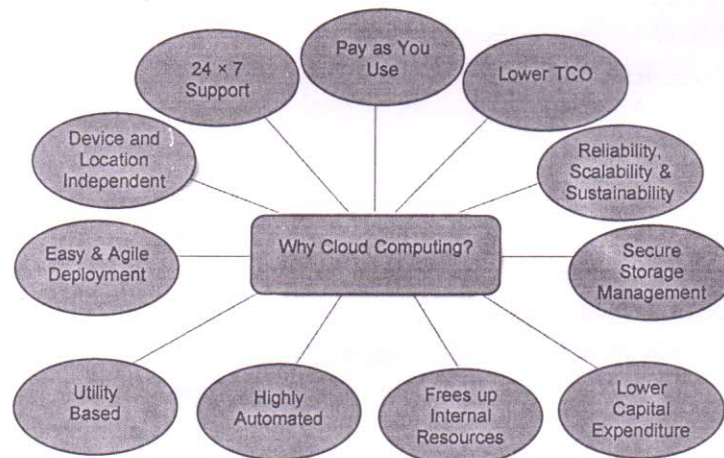 Pay as You
Use
24 × 7
Support
Lower TCO
Device and
Location
Independent
Reliability,
Scalability &
Sustainability
Why Cloud Computing?
Easy & Agile
Deployment
Secure
Storage
Management
Utility
Based
Highly
Automated
Frees up
Internal
Resources
Lower
Capital
Expenditure